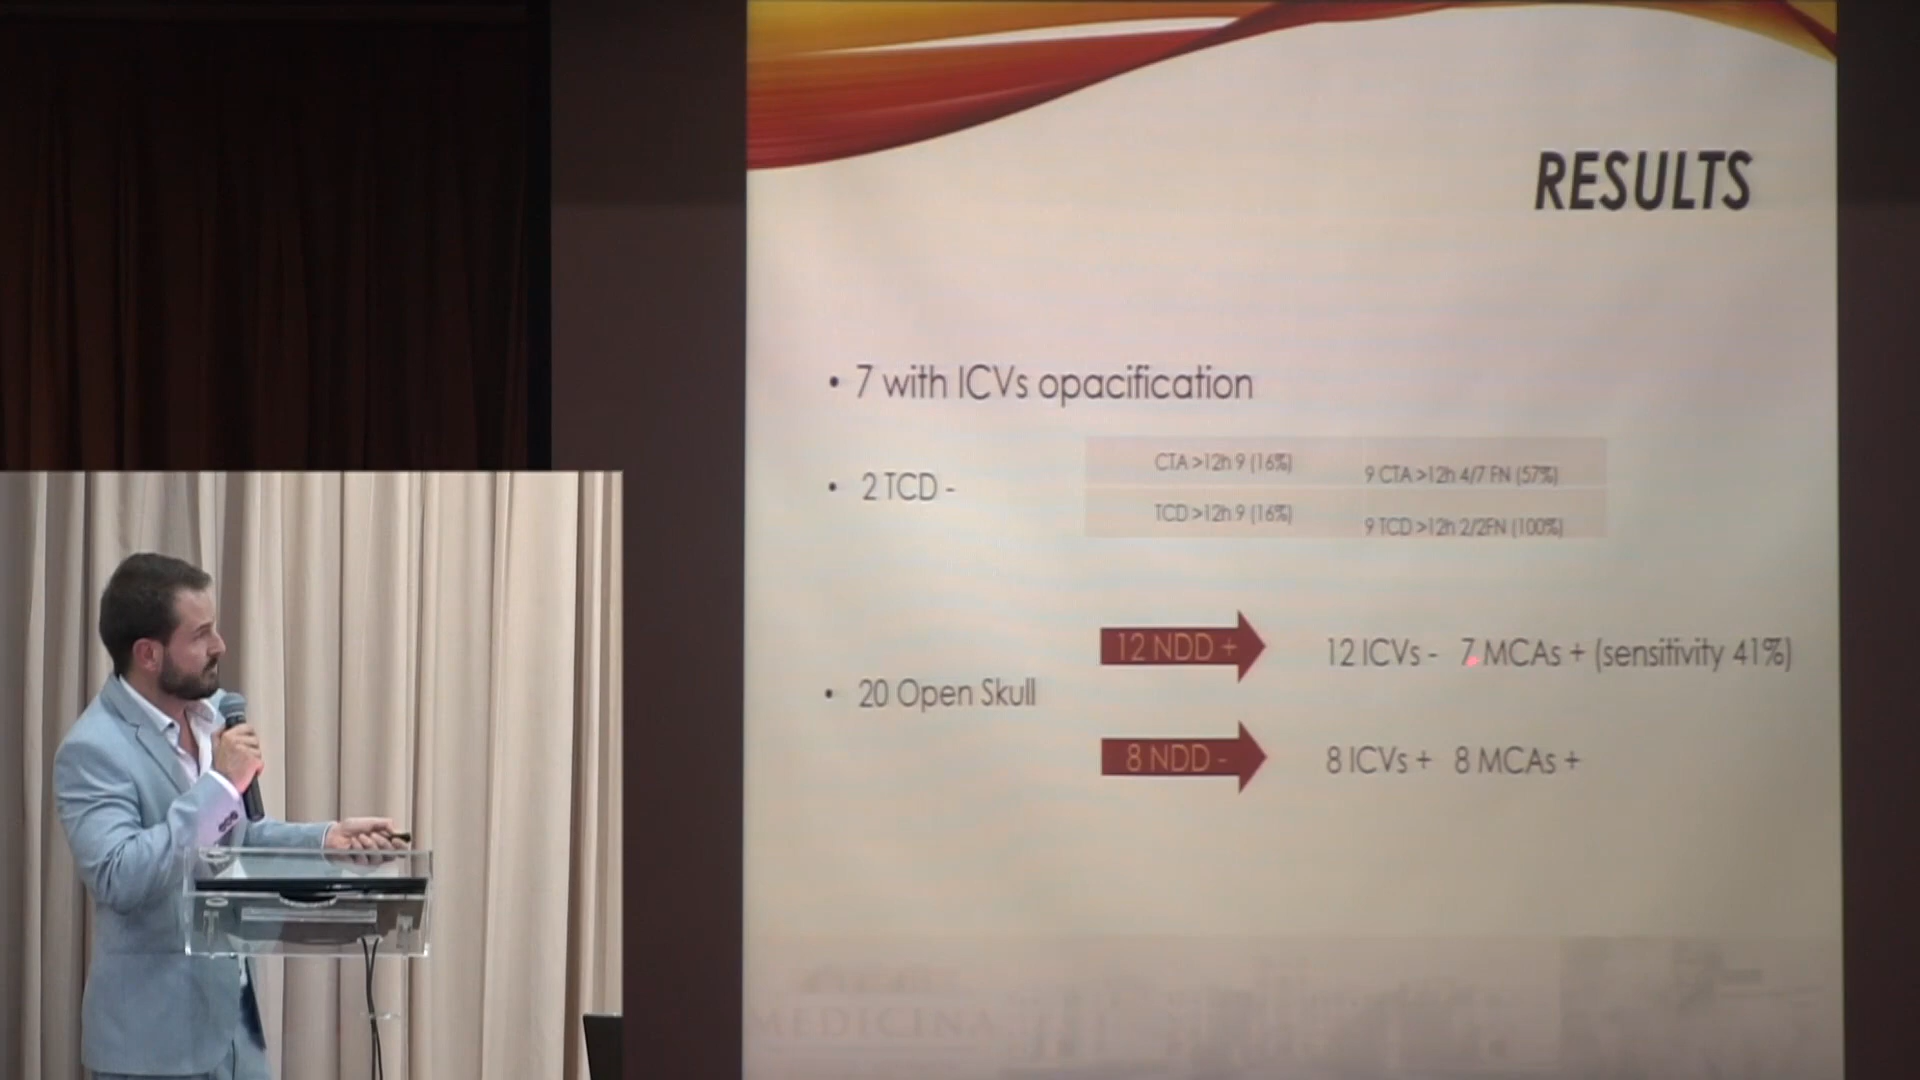 RESULTS
• 7 with ICVs opacification
• 2 TCD -
CTA >12h 9 (16%)
9 CTA >12h 4/7 FN (57%)
TCD >12h 9 (16%)
9 TCD >12h 2/2FN (100%)
• 20 Open Skull
12 NDD +
12 ICVs - 7 MCAs + (sensitivity 41%)
8 NDD -
8 ICVs + 8 MCAs +
MEDICINA